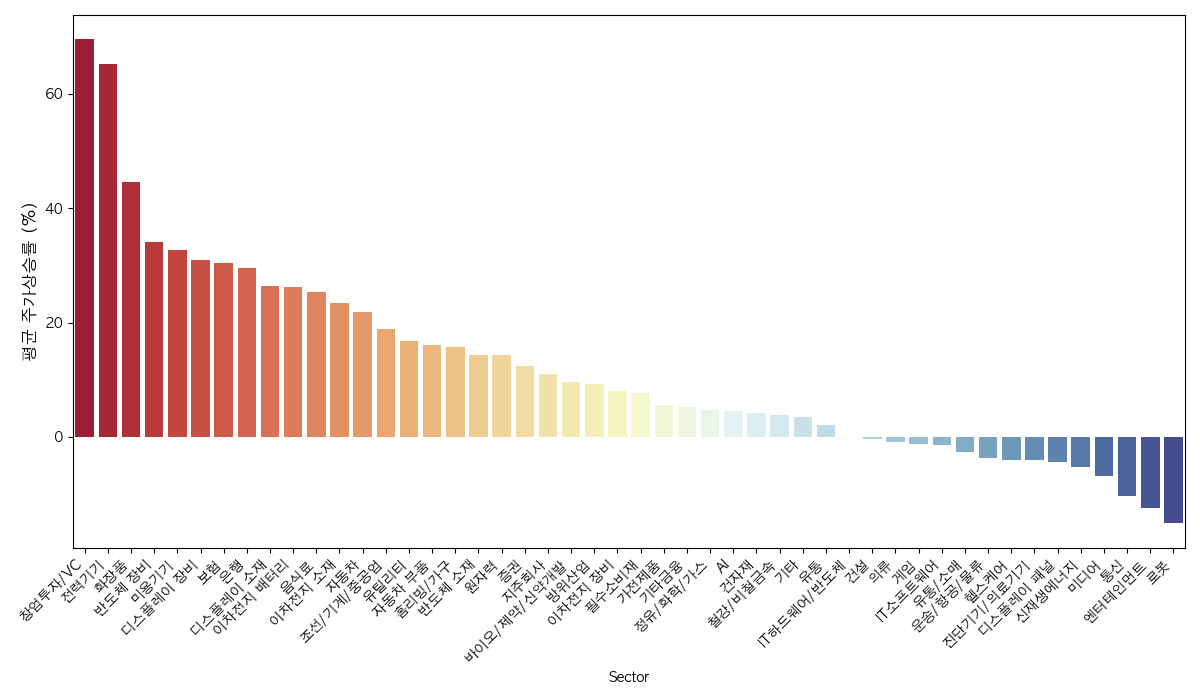 평균 주가상승률 (%)
60
40
20
0
창업투자/VC
전력기기
화장품
반도체 장비
미용기기
디스플레이 장비
보험
은행
디스플레이 소재
이차전지 배터리
음식료
이차전지 소재
자동차
조선/기계/중공업
유틸리티
자동차 부품
홈리빙/가구
반도체 소재
원자력
증권
지주회사
바이오/제약/신약개발
방위산업
이차전지 장비
필수소비재
가전제품
기타금융
정유/화학/가스
AI
건자재
철강/비철금속
기타
유통
IT하드웨어/반도체
건설
의류
게임
IT소프트웨어
유통/소매
운송/항공/물류
헬스케어
진단기기/의료기기
디스플레이 패널
신재생에너지
미디어
통신
엔터테인먼트
로봇
Sector